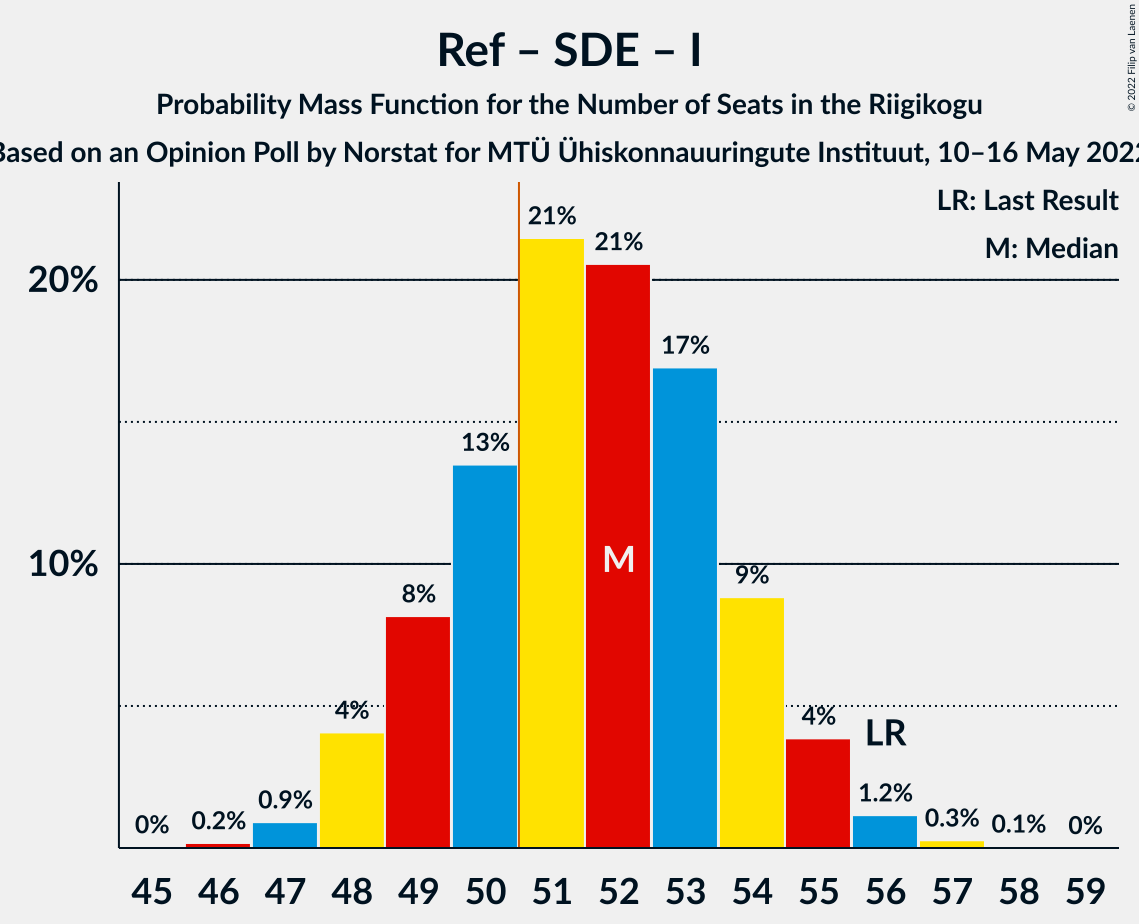 Ref – SDE – I
Probability Mass Function for the Number of Seats in the Riigikogu
Based on an Opinion Poll by Norstat for MTÜ Ühiskonnauuringute Instituut, 10–16 May 2022
© 2022 Filip van Laenen
LR: Last Result
M: Median
20%
10%
0%
0.2%
0.9%
4%
8%
13%
21%
21%
17%
9%
4%
1.2%
0.3%
0.1%
0%
M
LR
45 46 47 48 49 50 51 52 53 54 55 56 57 58 59